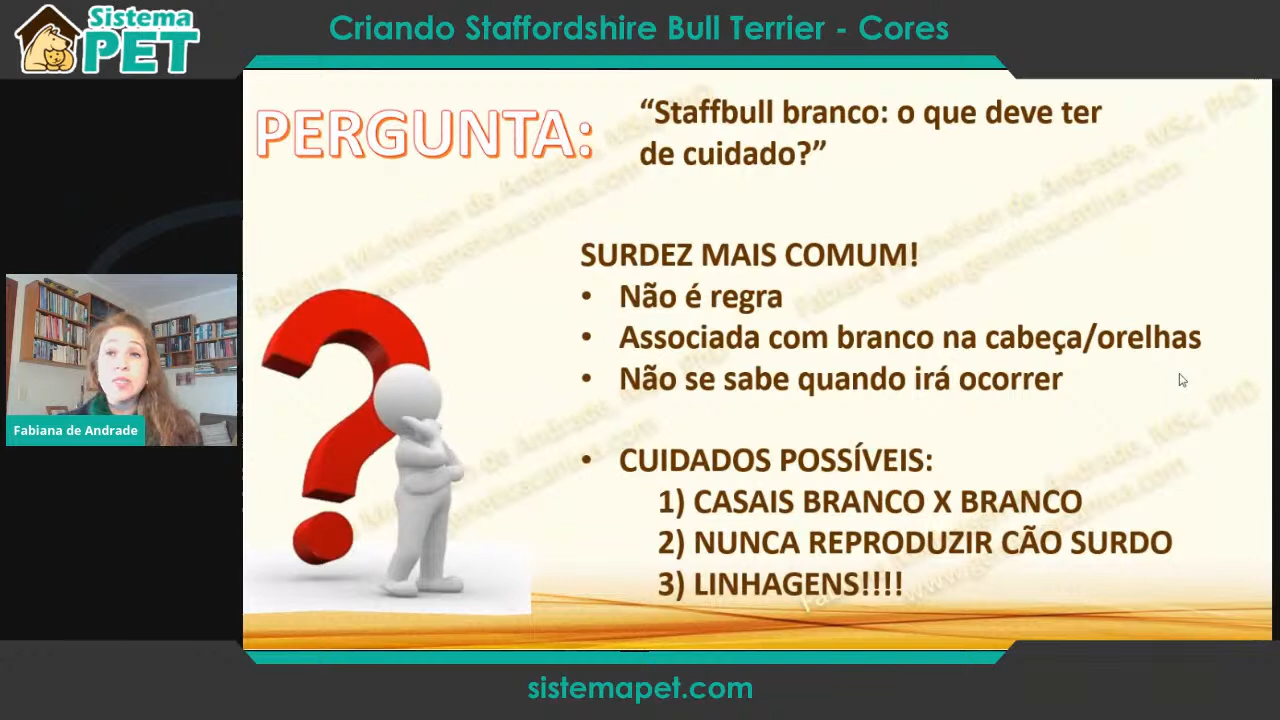 Sistema
PET
Criando Staffordshire Bull Terrier - Cores
PERGUNTA:
“Staffbull branco: o que deve ter
de cuidado?”
SURDEZ MAIS COMUM!
• Não é regra
• Associada com branco na cabeça/orelhas
• Não se sabe quando irá ocorrer
• CUIDADOS POSSÍVEIS:
1) CASAIS BRANCO X BRANCO
2) NUNCA REPRODUZIR CÃO SURDO
3) LINHAGENS!!!!
Fabiana de Andrade
sistemapet.com